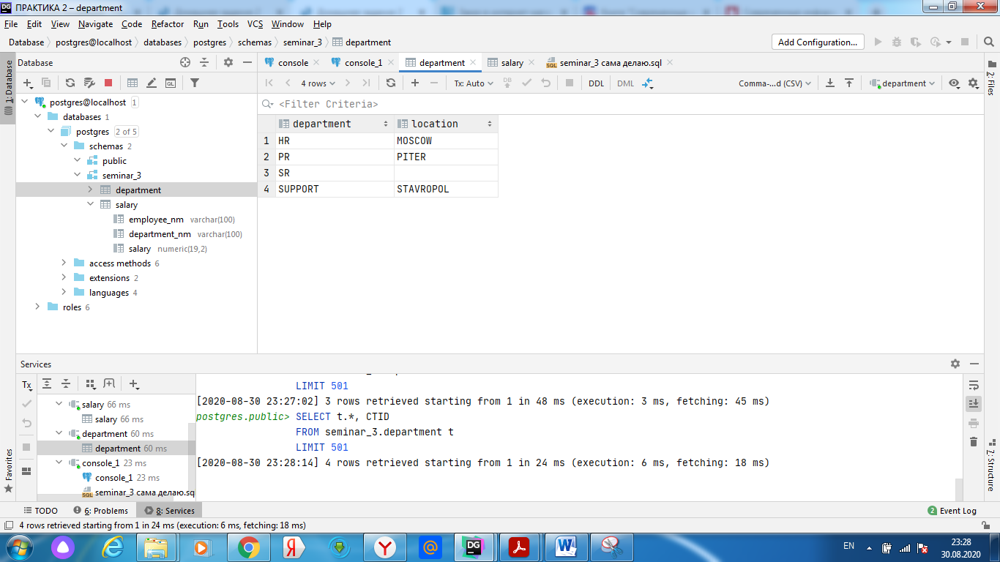 ПРАКТИКА 2 – department
File Edit View Navigate Code Refactor Run Tools VCS Window Help
Database postgres@localhost databases postgres schemas seminar_3 department Add Configuration...
Database console console_1 department salary seminar_3 сама делаю.sql
4 rows Tx: Auto DB DDL DML Comma-...d (CSV) department
1: Database
2: Files
postgres@localhost 1
databases 1
postgres 2 of 5
schemas 2
public
seminar_3
department
salary
employee_nm varchar(100)
department_nm varchar(100)
salary numeric(19,2)
access methods 6
extensions 2
languages 4
roles 6
<Filter Criteria>
department location
1 HR MOSCOW
2 PR PITER
3 SR
4 SUPPORT STAVROPOL
Services
Tx
salary 66 ms
salary 66 ms
department 60 ms
department 60 ms
console_1 23 ms
console_1 23 ms
seminar_3 сама делаю.sq
LIMIT 501
[2020-08-30 23:27:02] 3 rows retrieved starting from 1 in 48 ms (execution: 3 ms, fetching: 45 ms)
postgres.public> SELECT t.*, CTID
FROM seminar_3.department t
LIMIT 501
[2020-08-30 23:28:14] 4 rows retrieved starting from 1 in 24 ms (execution: 6 ms, fetching: 18 ms)
Favorites
7: Structure
TODO 6: Problems 8: Services 2 Event Log
4 rows retrieved starting from 1 in 24 ms (execution: 6 ms, fetching: 18 ms)
EN 23:28
30.08.2020